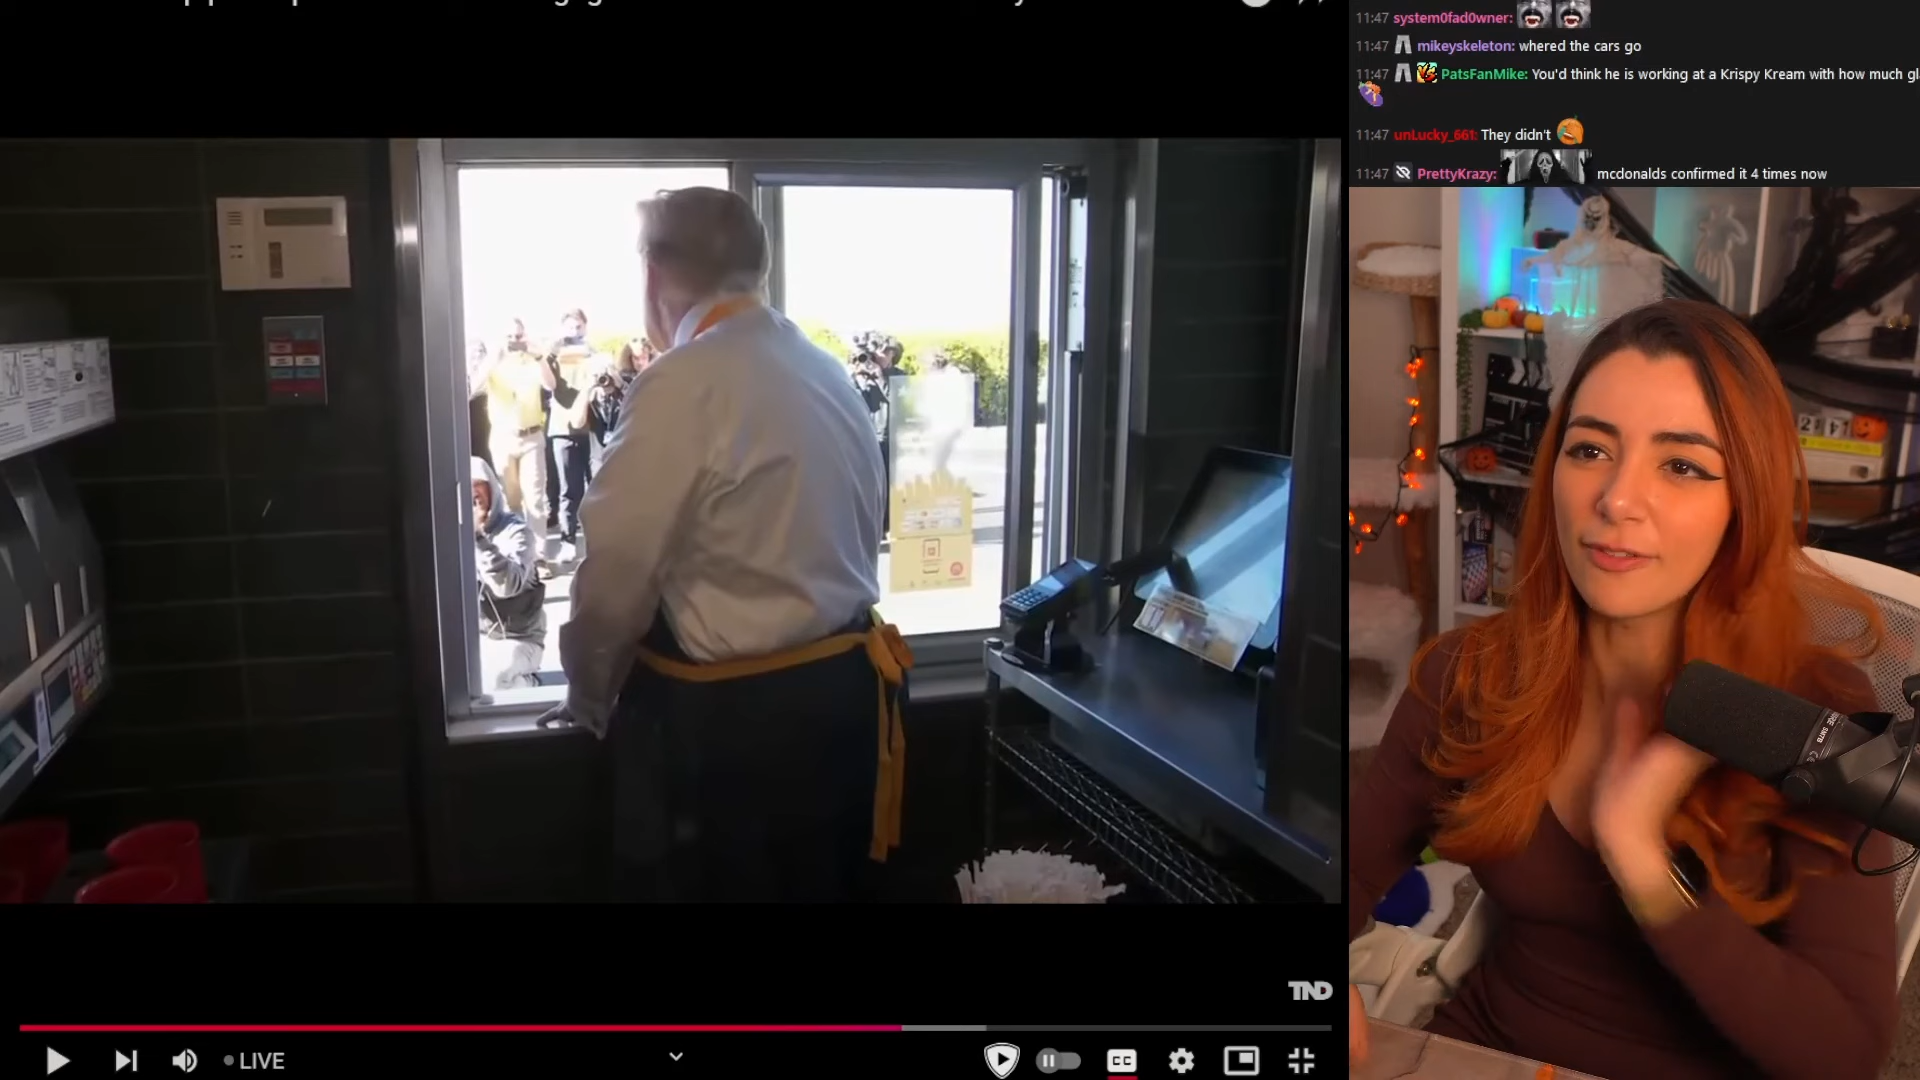 11:47 system0fad0wner:
11:47 mikeyskeleton: whered the cars go
11:47 PatsFanMike: You'd think he is working at a Krispy Kream with how much gl
11:47 unLucky_661: They didn't
11:47 PrettyKrazy: mcdonalds confirmed it 4 times now
TND
LIVE
CC